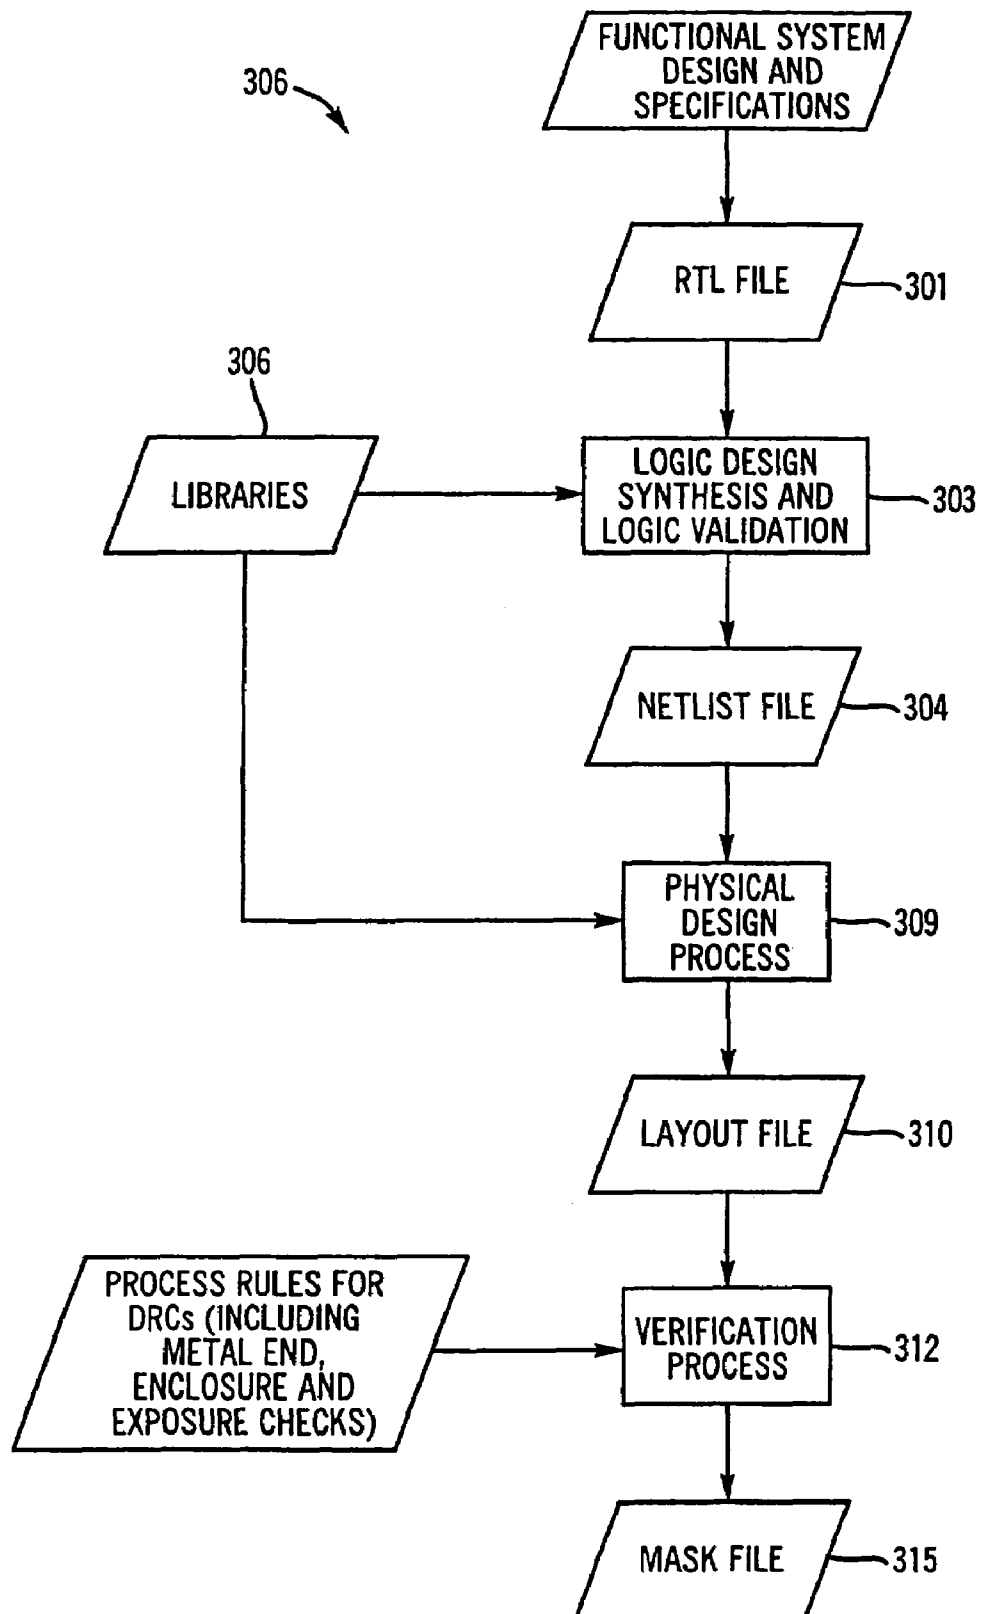 FUNCTIONAL SYSTEM
DESIGN AND
SPECIFICATIONS
306
RTL FILE
301
306
LIBRARIES
LOGIC DESIGN
SYNTHESIS AND
LOGIC VALIDATION
303
NETLIST FILE
304
PHYSICAL
DESIGN
PROCESS
309
LAYOUT FILE
310
PROCESS RULES FOR
DRCs (INCLUDING
METAL END,
ENCLOSURE AND
EXPOSURE CHECKS)
VERIFICATION
PROCESS
312
MASK FILE
315